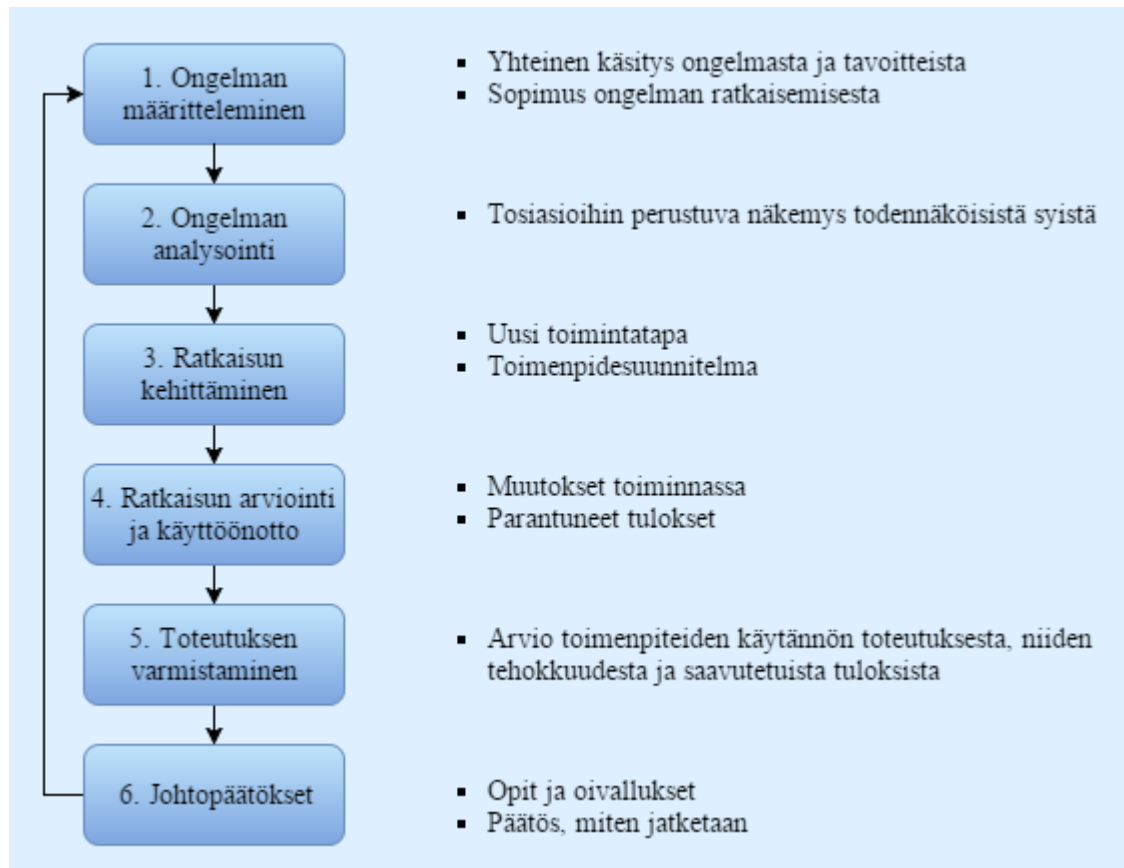 1. Ongelman
määritteleminen
▪ Yhteinen käsitys ongelmasta ja tavoitteista
▪ Sopimus ongelman ratkaisemisesta
2. Ongelman
analysointi
▪ Tosiasioihin perustuva näkemys todennäköisistä syistä
3. Ratkaisun
kehittäminen
▪ Uusi toimintatapa
▪ Toimenpidesuunnitelma
4. Ratkaisun arviointi
ja käyttöönotto
▪ Muutokset toiminnassa
▪ Parantuneet tulokset
5. Toteutuksen
varmistaminen
▪ Arvio toimenpiteiden käytännön toteutuksesta, niiden
tehokkuudesta ja saavutetuista tuloksista
6. Johtopäätökset
▪ Opit ja oivallukset
▪ Päätös, miten jatketaan